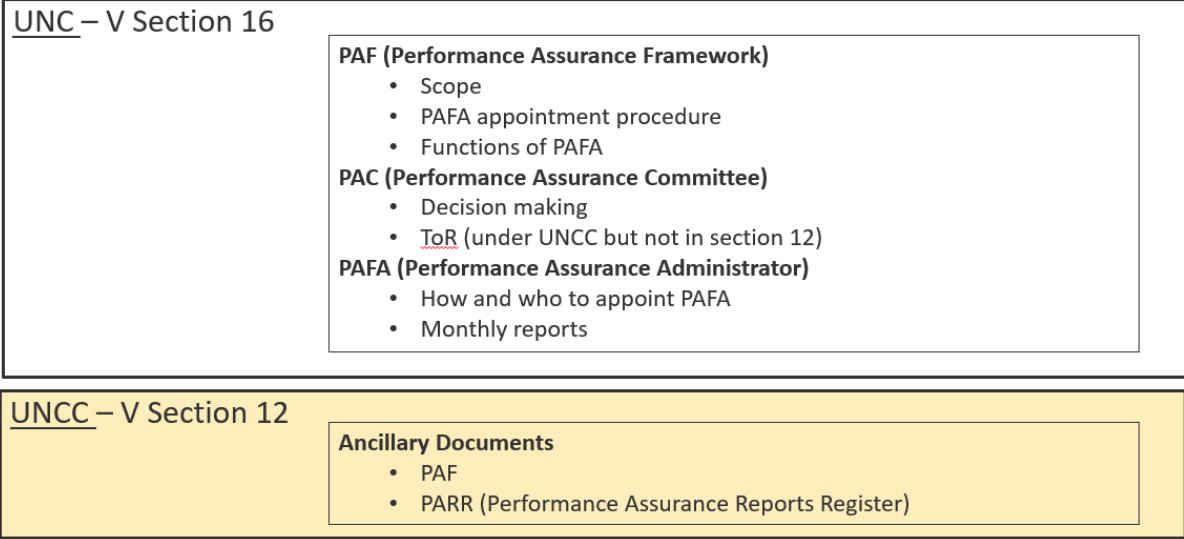 UNC – V Section 16
PAF (Performance Assurance Framework)
• Scope
• PAFA appointment procedure
• Functions of PAFA
PAC (Performance Assurance Committee)
• Decision making
• ToR (under UNCC but not in section 12)
PAFA (Performance Assurance Administrator)
• How and who to appoint PAFA
• Monthly reports
UNCC – V Section 12
Ancillary Documents
• PAF
• PARR (Performance Assurance Reports Register)